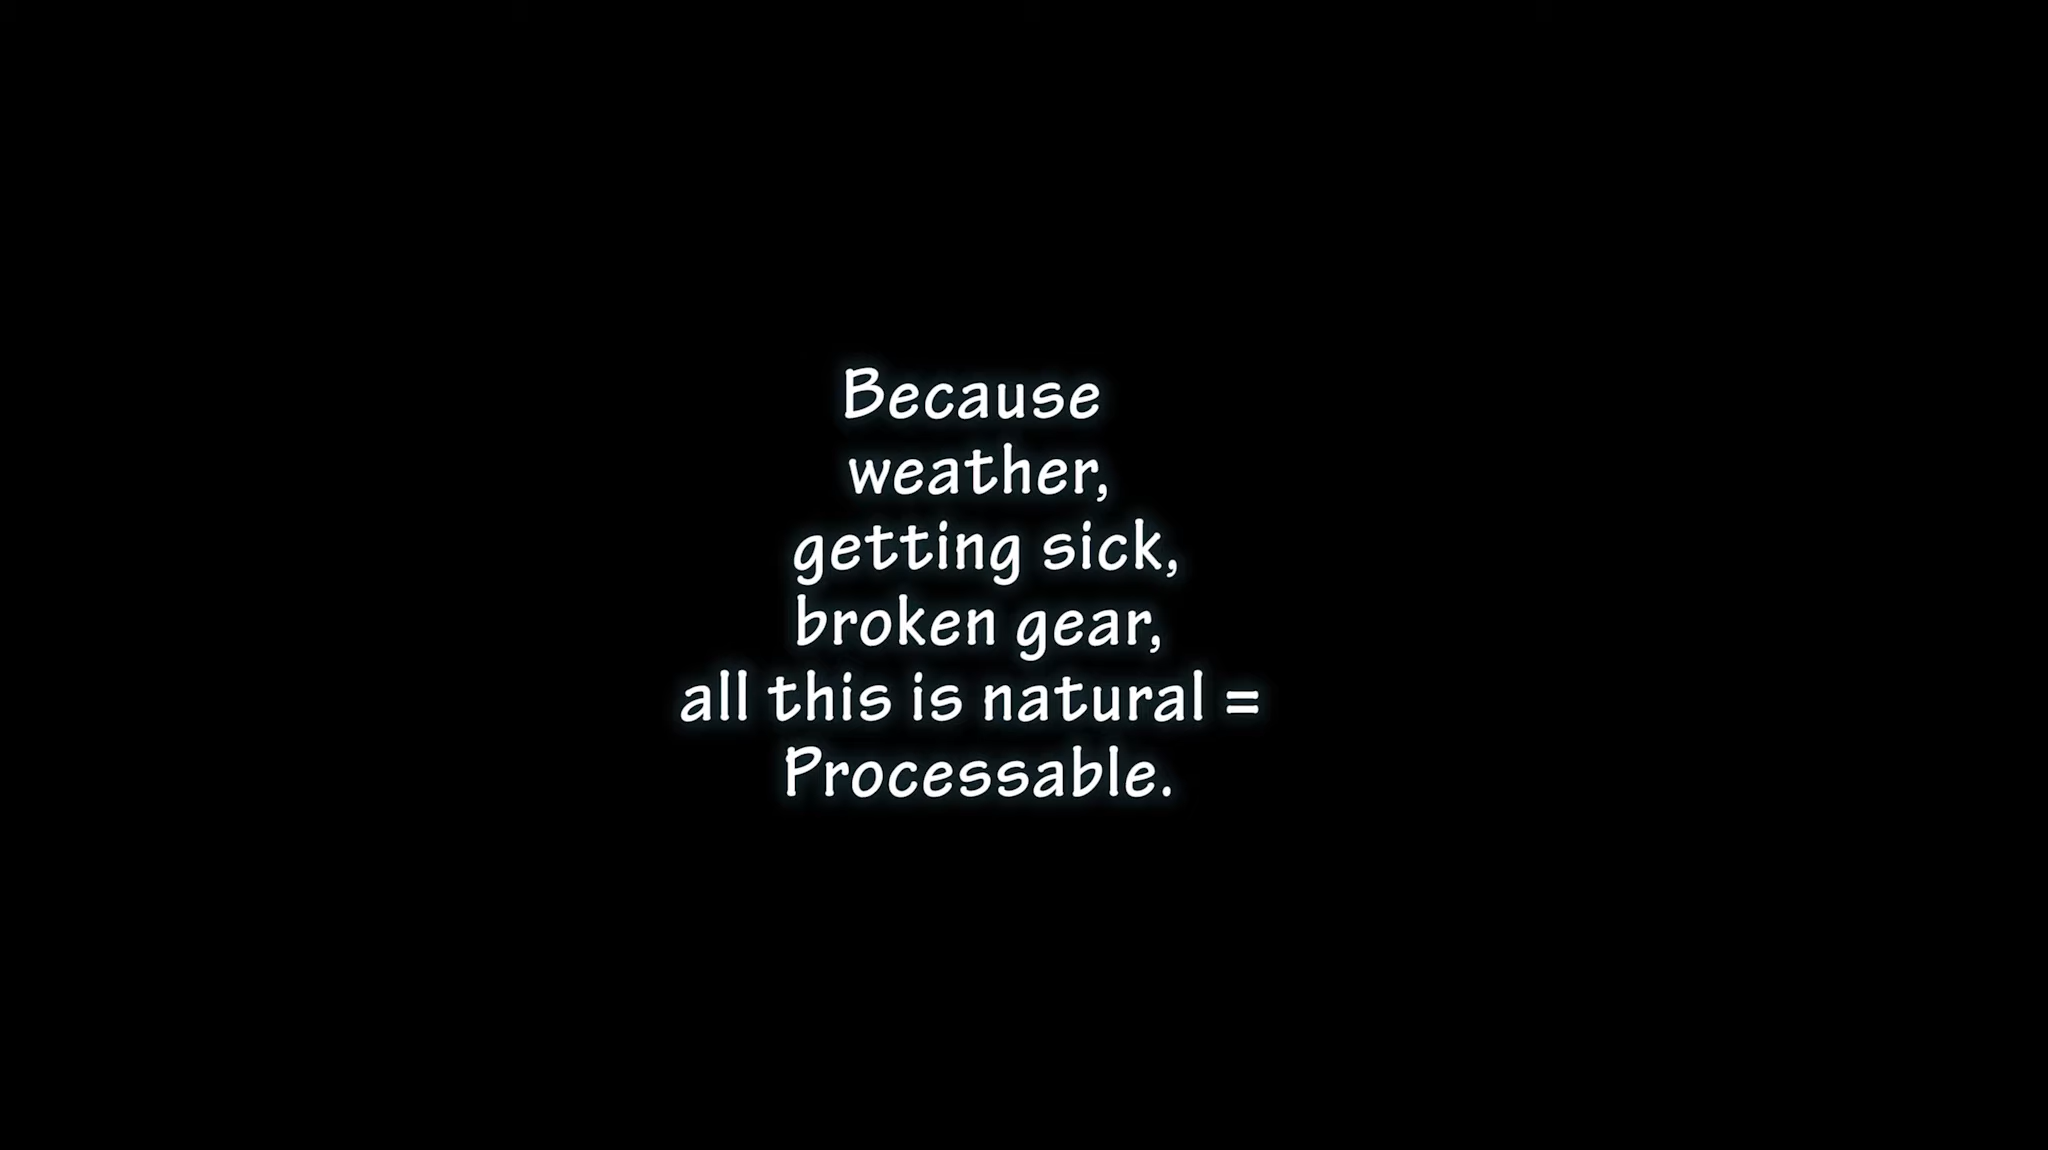 Because
weather,
getting sick,
broken gear,
all this is natural =
Processable.